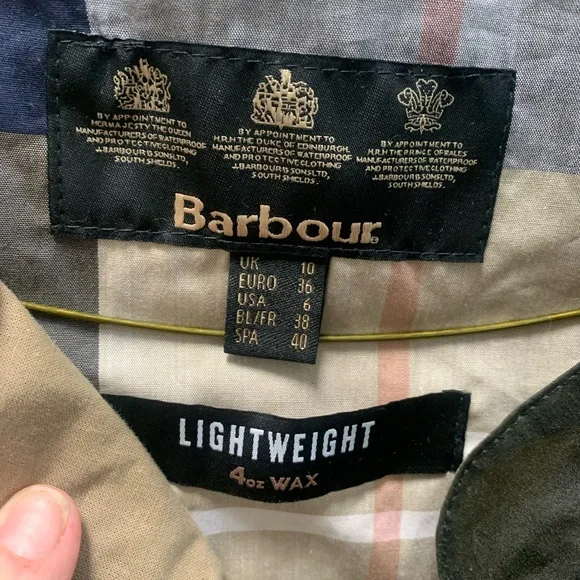 BY APPOINTMENT TO
HER MAJESTY THE QUEEN
MANUFACTURERS OF WATERPROOF
AND PROTECTIVE CLOTHING
J.BARBOUR & SONS LTD,
SOUTH SHIELDS.
BY APPOINTMENT TO
H.R.H THE DUKE OF EDINBURGH
MANUFACTURERS OF WATERPROOF
AND PROTECTIVE CLOTHING
J.BARBOUR & SONS LTD,
SOUTH SHIELDS.
BY APPOINTMENT TO
H.R.H THE PRINCE OF WALES
MANUFACTURERS OF WATERPROOF
AND PROTECTIVE CLOTHING
J.BARBOUR & SONS LTD,
SOUTH SHIELDS.
Barbour
UK 10
EURO 36
USA 6
BL/FR 38
SPA 40
LIGHTWEIGHT
4oz WAX